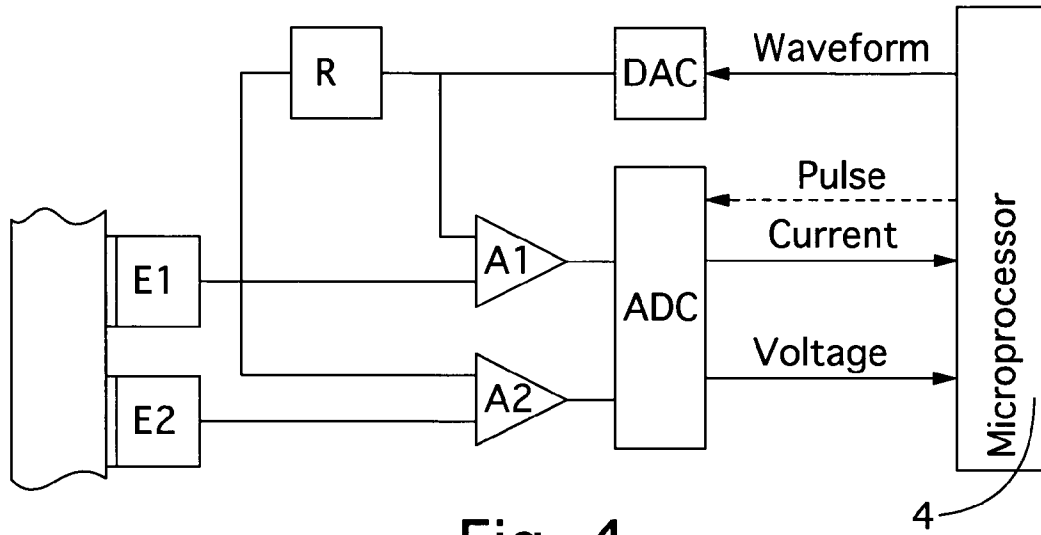 R
DAC
Waveform
Pulse
Current
E1
A1
ADC
Voltage
E2
A2
Microprocessor
4
Fig. 4